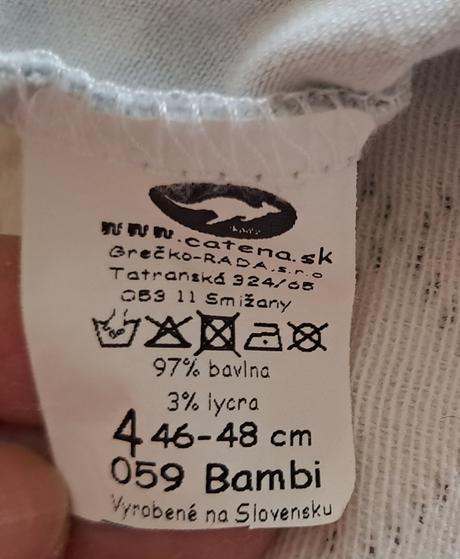 www.catena.sk
Grečko-RADA.s.r.o
Tatranská 324/65
053 11 Smižany
97% bavlna
3% lycra
4 46-48 cm
059 Bambi
Vyrobené na Slovensku